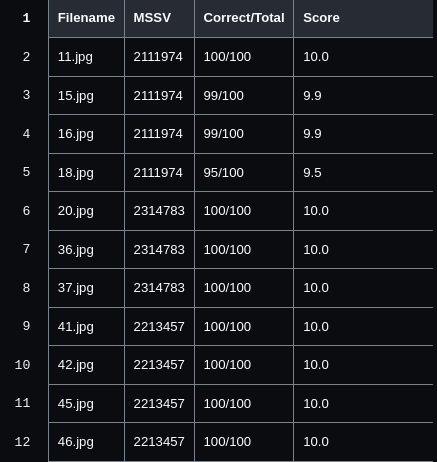 1 Filename MSSV Correct/Total Score
2 11.jpg 2111974 100/100 10.0
3 15.jpg 2111974 99/100 9.9
4 16.jpg 2111974 99/100 9.9
5 18.jpg 2111974 95/100 9.5
6 20.jpg 2314783 100/100 10.0
7 36.jpg 2314783 100/100 10.0
8 37.jpg 2314783 100/100 10.0
9 41.jpg 2213457 100/100 10.0
10 42.jpg 2213457 100/100 10.0
11 45.jpg 2213457 100/100 10.0
12 46.jpg 2213457 100/100 10.0